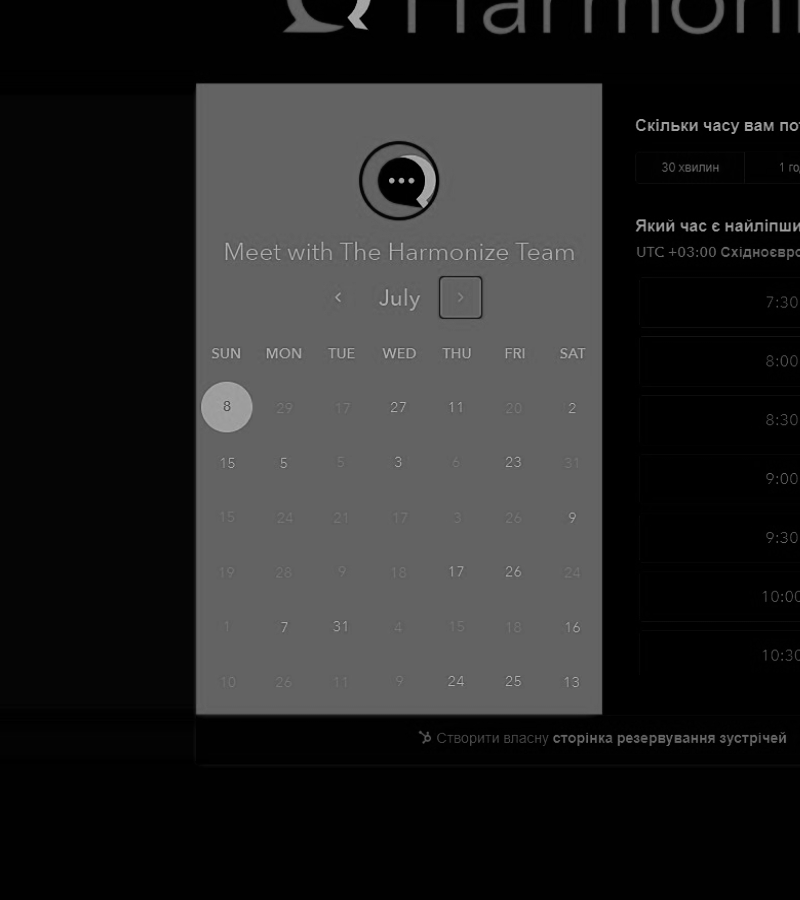 Harmoni
Meet with The Harmonize Team
July
SUN MON TUE WED THU FRI SAT
8 29 17 27 11 20 2
15 5 5 3 6 23 31
15 24 21 17 3 26 9
19 28 9 18 17 26 24
1 7 31 4 15 18 16
10 26 11 9 24 25 13
Скільки часу вам по
30 хвилин 1 го
Який час є найліпши
UTC +03:00 Східноєвро
7:30
8:00
8:30
9:00
9:30
10:00
10:30
Створити власну сторінка резервування зустрічей